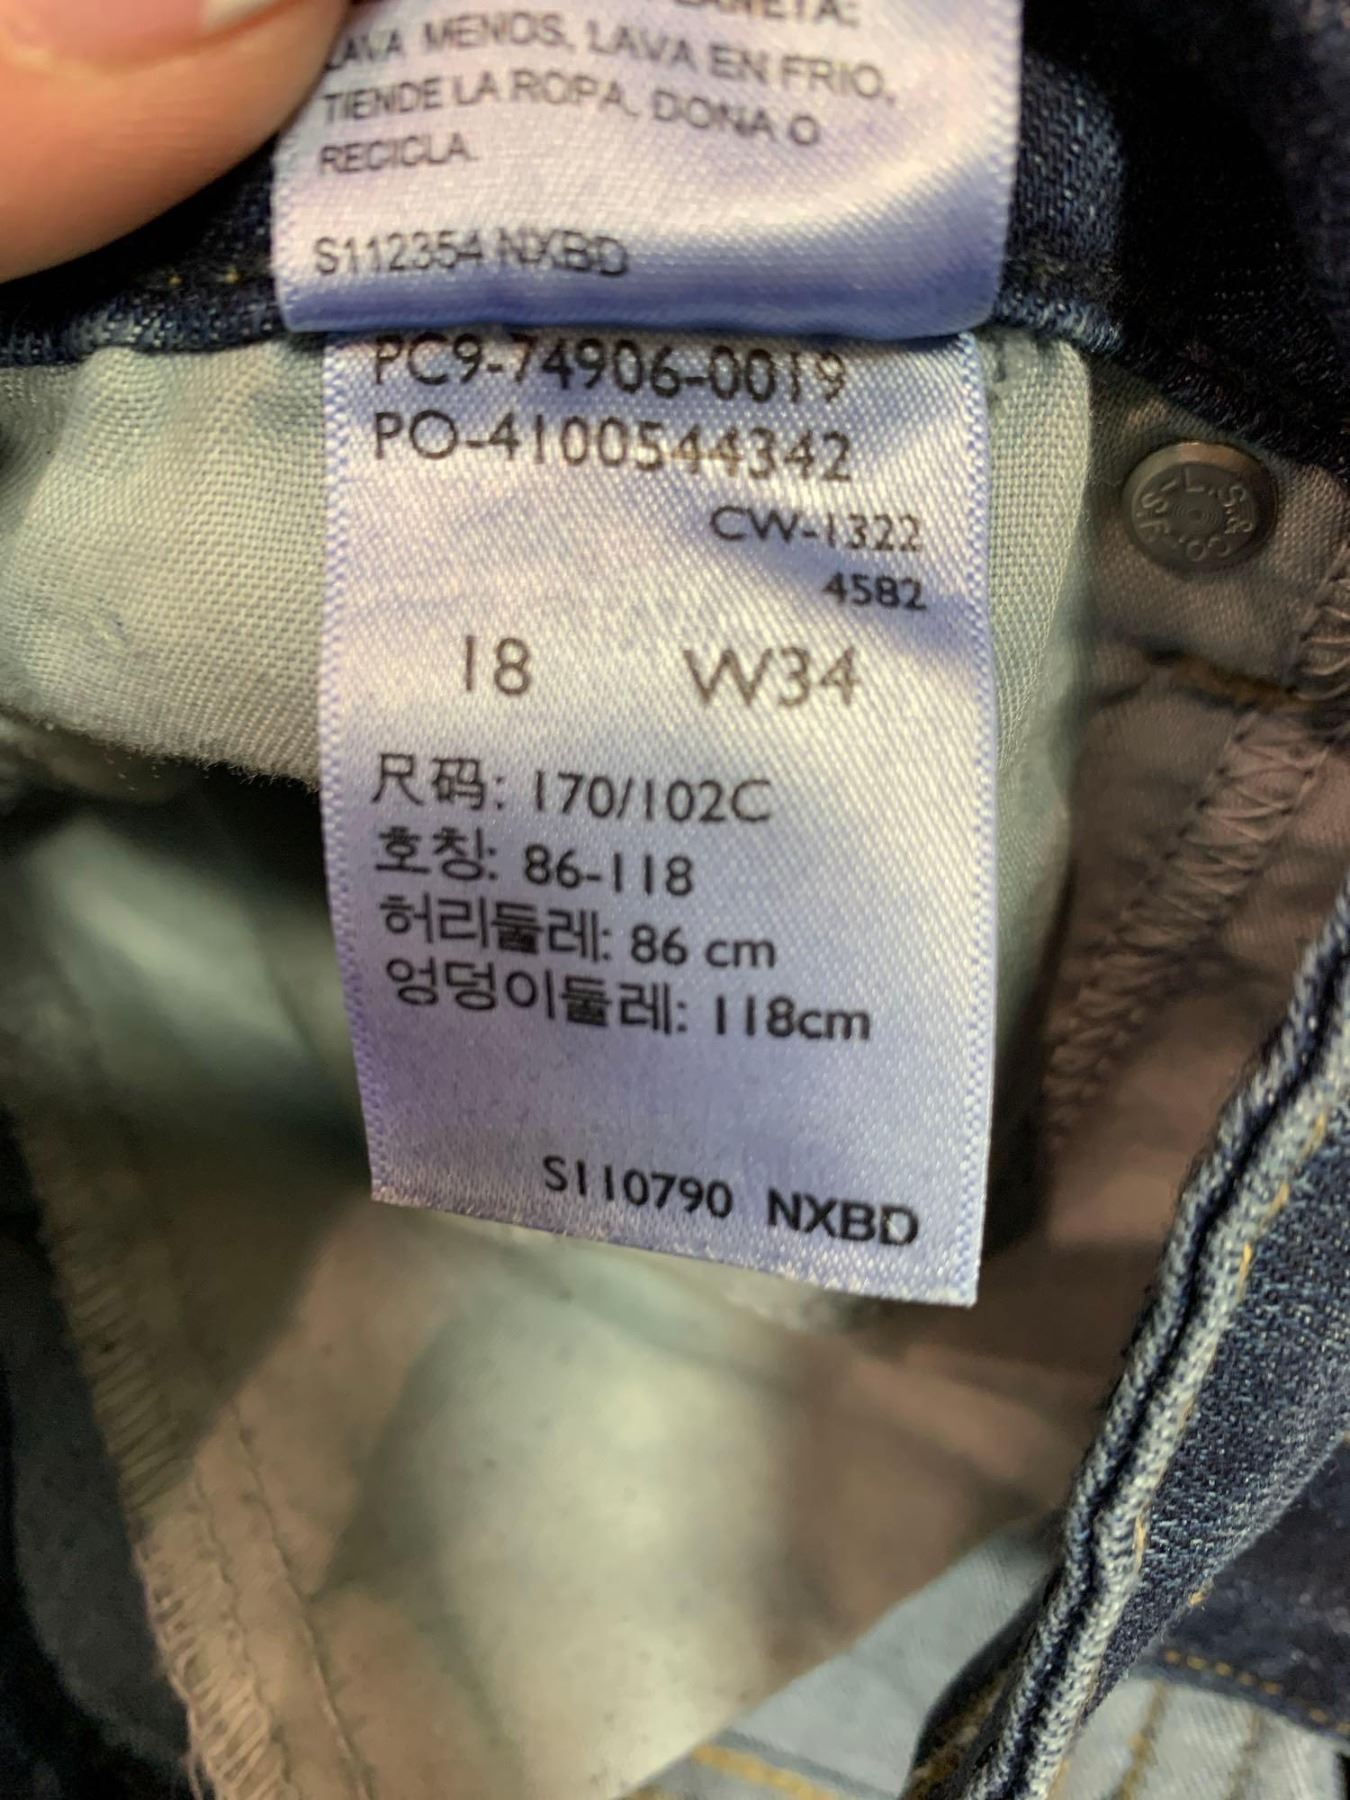 LAVA MENOS, LAVA EN FRIO,
TIENDE LA ROPA, DONA O
RECICLA.
S112354 NXBD
PC9-74906-0019
PO-4100544342
CW-1322
4582
18 W34
尺码: 170/102C
호칭: 86-118
허리둘레: 86 cm
엉덩이둘레: 118cm
S110790 NXBD
L.S.& CO. S.F.